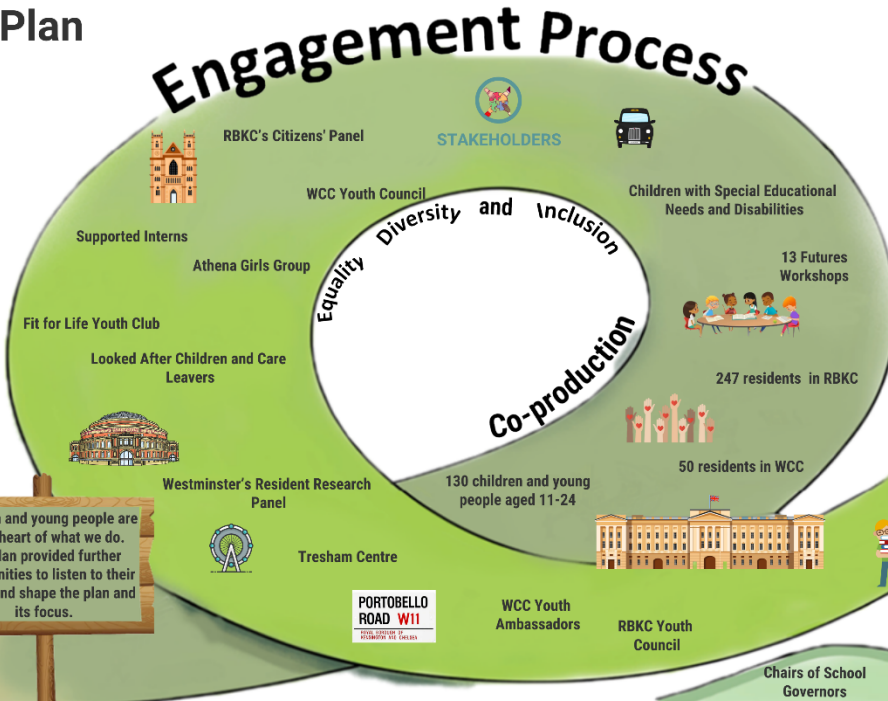 Plan
Engagement Process
STAKEHOLDERS
RBKC's Citizens' Panel
WCC Youth Council
Children with Special Educational
Needs and Disabilities
Equality Diversity and Inclusion
Supported Interns
Athena Girls Group
13 Futures
Workshops
Fit for Life Youth Club
Looked After Children and Care
Leavers
Co-production
247 residents in RBKC
50 residents in WCC
130 children and young
people aged 11-24
Westminster's Resident Research
Panel
and young people are
heart of what we do.
provided further
to listen to their
shape the plan and
its focus.
Tresham Centre
PORTOBELLO
ROAD W11
ROYAL BOROUGH OF
KENSINGTON AND CHELSEA
WCC Youth
Ambassadors
RBKC Youth
Council
Chairs of School
Governors